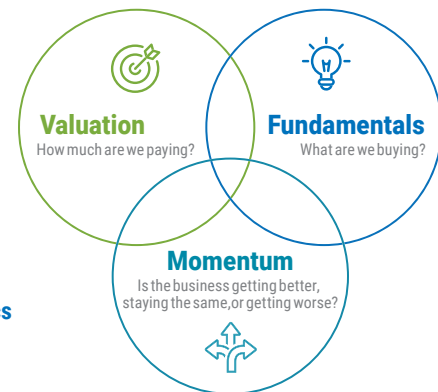 Valuation
How much are we paying?
Fundamentals
What are we buying?
Momentum
Is the business getting better,
staying the same, or getting worse?
s